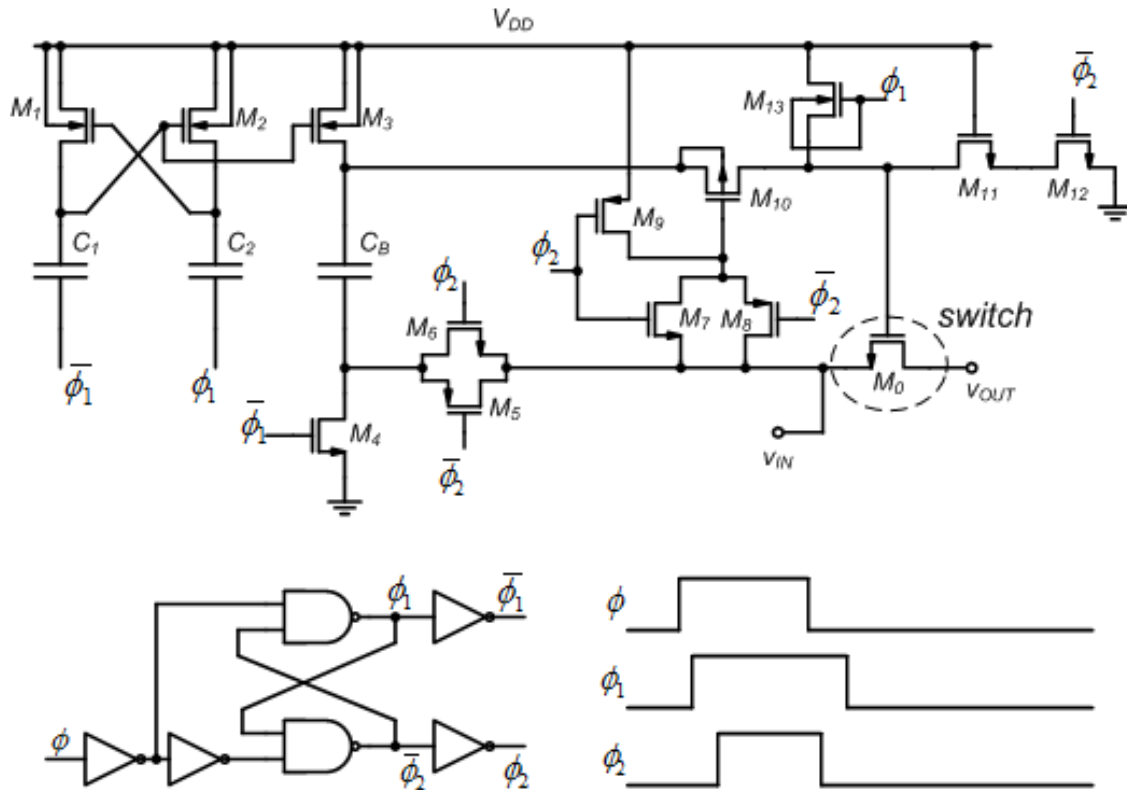 V_DD
M_1
M_2
M_3
M_13
ϕ_1
ϕ̄_2
M_11
M_12
M_10
M_9
ϕ_2
C_1
C_2
C_B
ϕ_2
M_7
M_8
ϕ̄_2
switch
M_6
M_5
M_0
v_OUT
ϕ̄_1
ϕ_1
ϕ̄_1
M_4
ϕ̄_2
v_IN
ϕ_1
ϕ̄_1
ϕ
ϕ̄_2
ϕ_2
ϕ
ϕ_1
ϕ_2